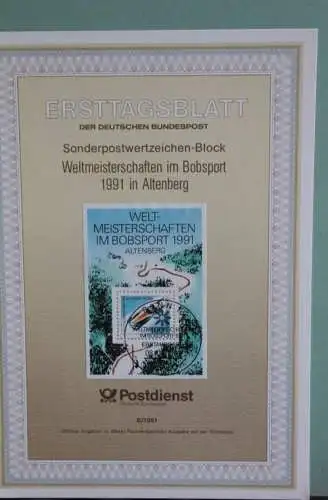 ERSTTAGSBLATT
DER DEUTSCHEN BUNDESPOST
Sonderpostwertzeichen-Block
Weltmeisterschaften im Bobsport
1991 in Altenberg
WELT-
MEISTERSCHAFTEN
IM BOBSPORT 1991
ALTENBERG
BONN
Postdienst